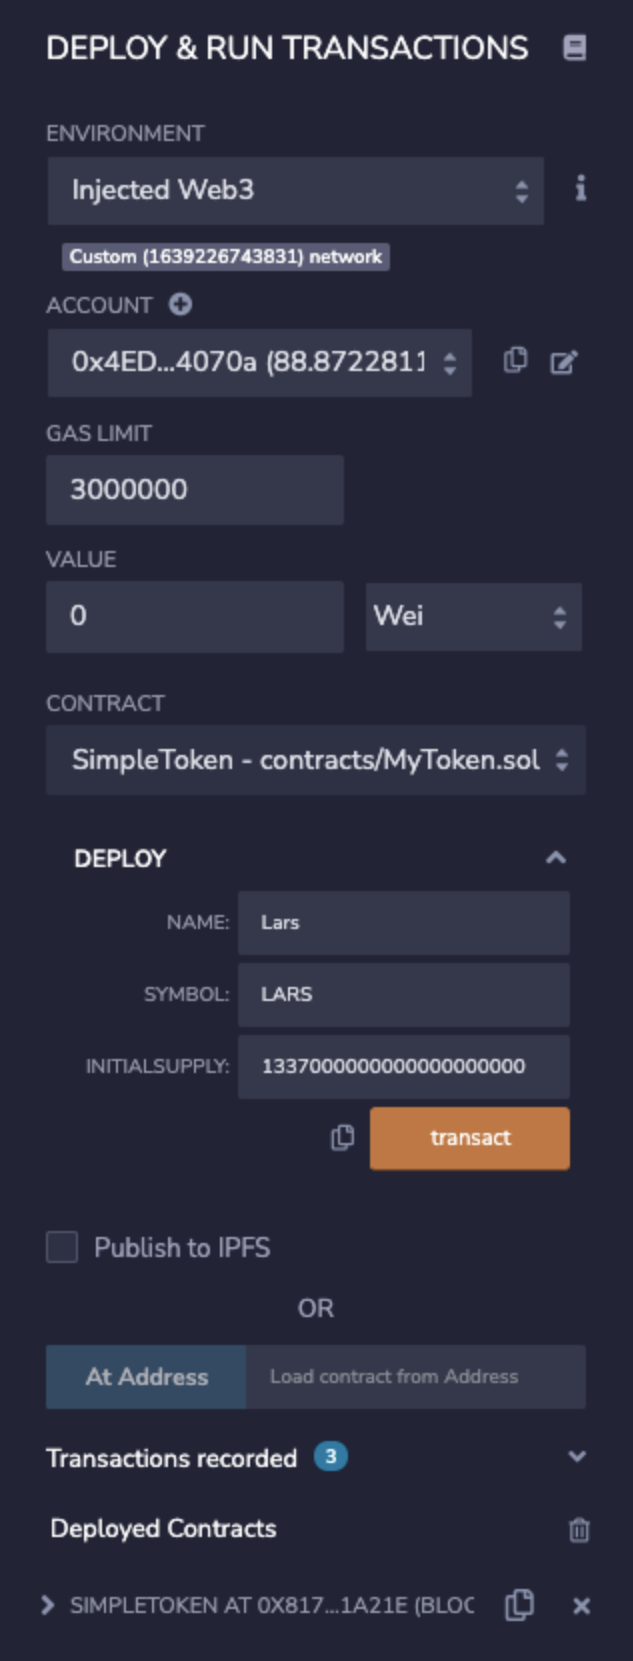 DEPLOY & RUN TRANSACTIONS
ENVIRONMENT
Injected Web3
Custom (1639226743831) network
ACCOUNT
0x4ED...4070a (88.8722811
GAS LIMIT
3000000
VALUE
0 Wei
CONTRACT
SimpleToken - contracts/MyToken.sol
DEPLOY
NAME: Lars
SYMBOL: LARS
INITIALSUPPLY: 1337000000000000000000
transact
Publish to IPFS
OR
At Address Load contract from Address
Transactions recorded 3
Deployed Contracts
SIMPLETOKEN AT 0X817...1A21E (BLOC